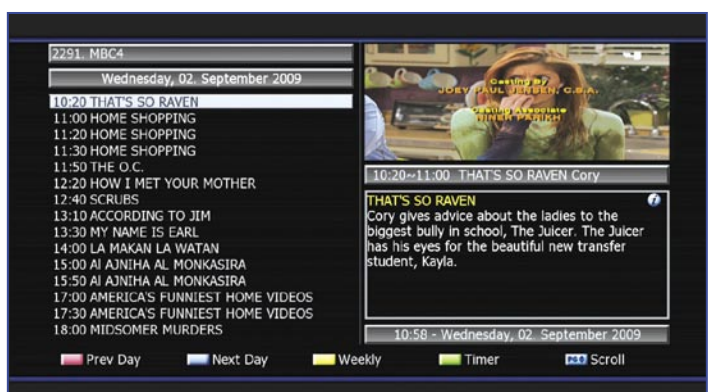 2291. MBC4
Wednesday, 02. September 2009
10:20 THAT'S SO RAVEN
11:00 HOME SHOPPING
11:20 HOME SHOPPING
11:30 HOME SHOPPING
11:50 THE O.C.
12:20 HOW I MET YOUR MOTHER
12:40 SCRUBS
13:10 ACCORDING TO JIM
13:30 MY NAME IS EARL
14:00 LA MAKAN LA WATAN
15:00 Al AJNIHA AL MONKASIRA
15:50 Al AJNIHA AL MONKASIRA
17:00 AMERICA'S FUNNIEST HOME VIDEOS
17:30 AMERICA'S FUNNIEST HOME VIDEOS
18:00 MIDSOMER MURDERS
Casting By
JOEY PAUL JENSEN, C.S.A.
Casting Associate
NINER PARIKH
10:20~11:00 THAT'S SO RAVEN Cory
THAT'S SO RAVEN
Cory gives advice about the ladies to the
biggest bully in school, The Juicer. The Juicer
has his eyes for the beautiful new transfer
student, Kayla.
10:58 - Wednesday, 02. September 2009
Prev Day
Next Day
Weekly
Timer
Scroll